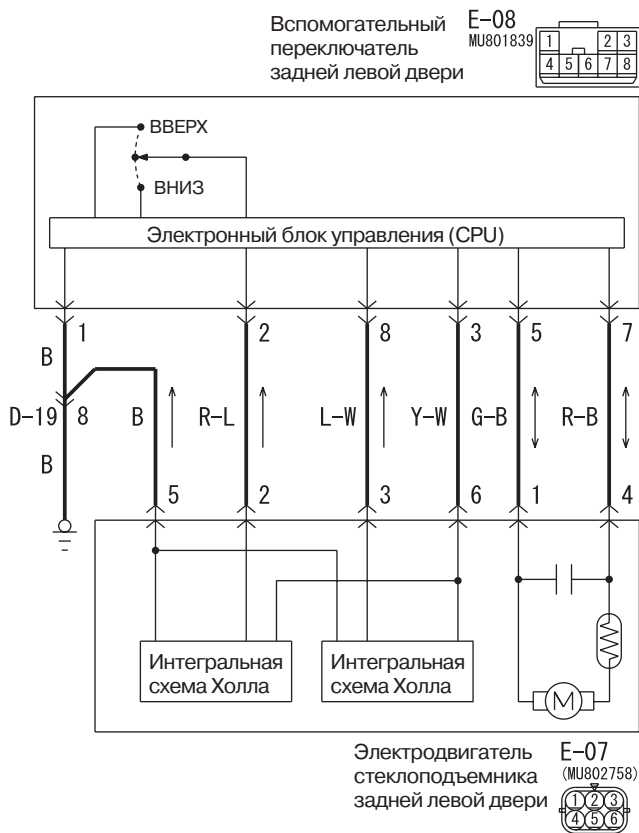 Вспомогательный
переключатель
задней левой двери
E-08
MU801839
1 2 3
4 5 6 7 8
ВВЕРХ
ВНИЗ
Электронный блок управления (CPU)
1 2 8 3 5 7
B
D-19 8 B R-L L-W Y-W G-B R-B
B
5 2 3 6 1 4
Интегральная
схема Холла
Интегральная
схема Холла
M
Электродвигатель
стеклоподъемника
задней левой двери
E-07
(MU802758)
1 2 3
4 5 6